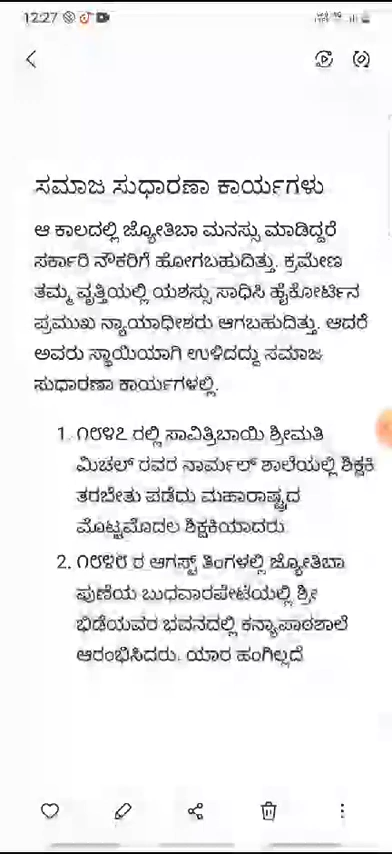 12:27
ಸಮಾಜ ಸುಧಾರಣಾ ಕಾರ್ಯಗಳು
ಆ ಕಾಲದಲ್ಲಿ ಜ್ಯೋತಿಬಾ ಮನಸ್ಸು ಮಾಡಿದ್ದರೆ
ಸರ್ಕಾರಿ ನೌಕರಿಗೆ ಹೋಗಬಹುದಿತ್ತು. ಕ್ರಮೇಣ
ತಮ್ಮ ವೃತ್ತಿಯಲ್ಲಿ ಯಶಸ್ಸು ಸಾಧಿಸಿ ಹೈಕೋರ್ಟಿನ
ಪ್ರಮುಖ ನ್ಯಾಯಾಧೀಶರು ಆಗಬಹುದಿತ್ತು. ಆದರೆ
ಅವರು ಸ್ಥಾಯಿಯಾಗಿ ಉಳಿದದ್ದು ಸಮಾಜ
ಸುಧಾರಣಾ ಕಾರ್ಯಗಳಲ್ಲಿ.
1. ೧೮೪೭ ರಲ್ಲಿ ಸಾವಿತ್ರಿಬಾಯಿ ಶ್ರೀಮತಿ
ಮಿಚೆಲ್ ರವರ ನಾರ್ಮಲ್ ಶಾಲೆಯಲ್ಲಿ ಶಿಕ್ಷಕಿ
ತರಬೇತು ಪಡೆದು ಮಹಾರಾಷ್ಟ್ರದ
ಮೊಟ್ಟಮೊದಲ ಶಿಕ್ಷಕಿಯಾದರು
2. ೧೮೪೮ ರ ಆಗಸ್ಟ್ ತಿಂಗಳಲ್ಲಿ ಜ್ಯೋತಿಬಾ
ಪುಣೆಯ ಬುಧವಾರಪೇಟೆಯಲ್ಲಿ ಶ್ರೀ
ಭಿಡೆಯವರ ಭವನದಲ್ಲಿ ಕನ್ಯಾಪಾಠಶಾಲೆ
ಆರಂಭಿಸಿದರು. ಯಾರ ಹಂಗಿಲ್ಲದೆ